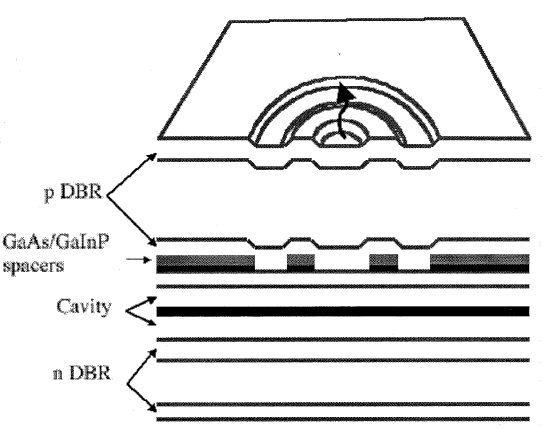 p DBR
GaAs/GaInP
spacers
Cavity
n DBR